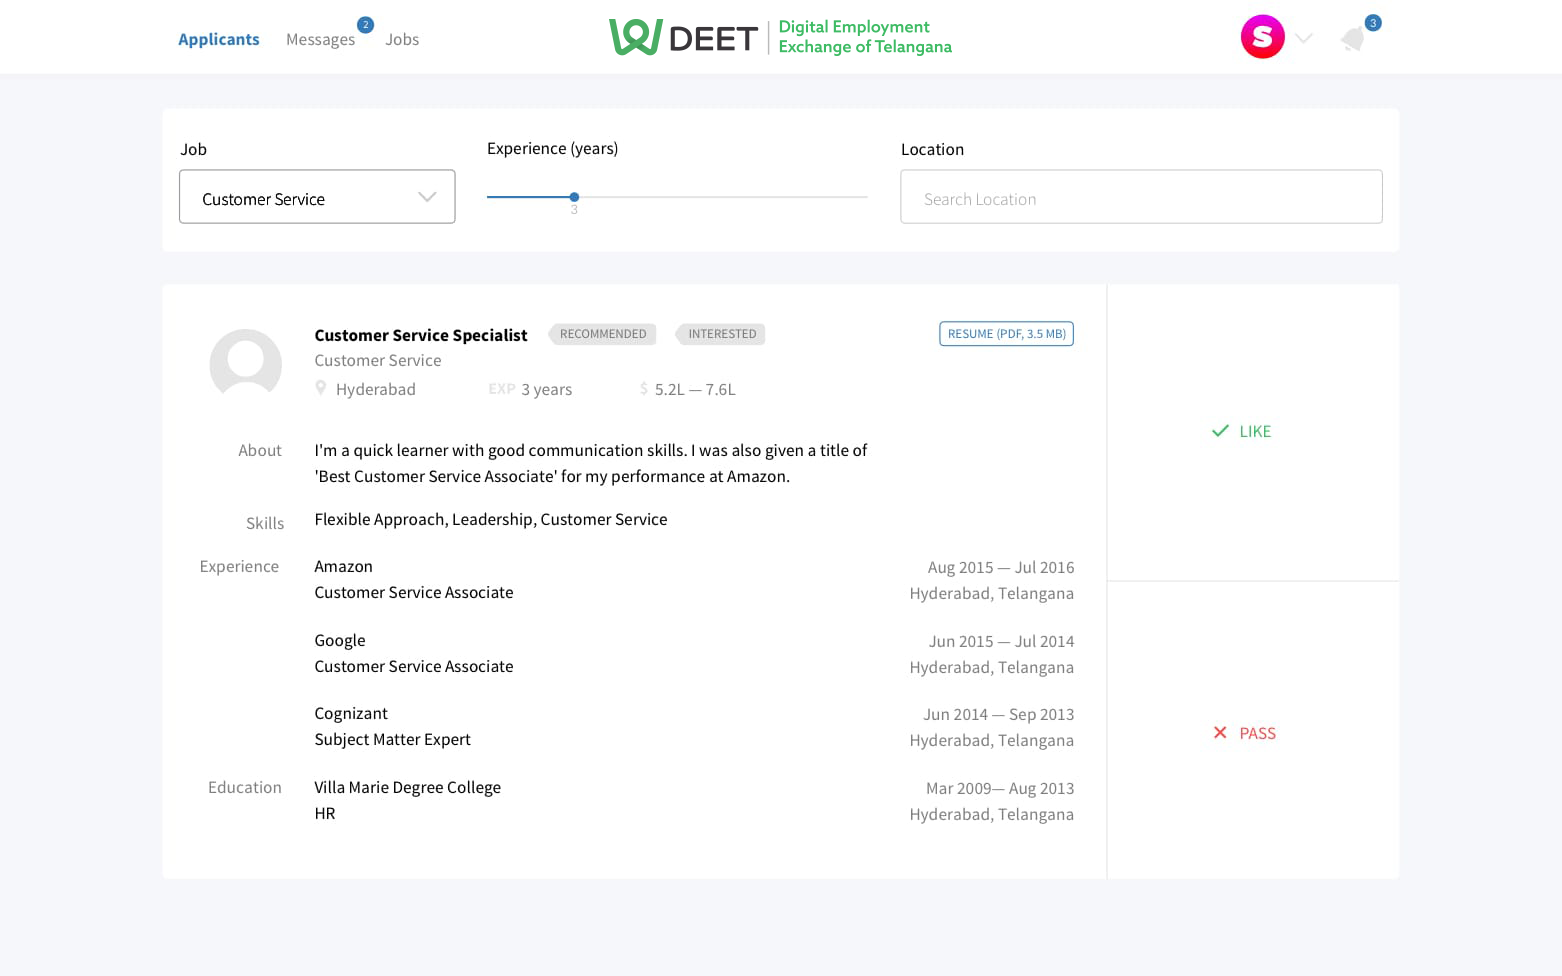 Applicants
Messages
2
Jobs
DEET
Digital Employment
Exchange of Telangana
S
3
Job
Experience (years)
Location
Customer Service
3
Search Location
Customer Service Specialist
RECOMMENDED
INTERESTED
RESUME (PDF, 3.5 MB)
Customer Service
Hyderabad
EXP 3 years
$ 5.2L — 7.6L
About
I'm a quick learner with good communication skills. I was also given a title of
'Best Customer Service Associate' for my performance at Amazon.
Skills
Flexible Approach, Leadership, Customer Service
Experience
Amazon
Aug 2015 — Jul 2016
Customer Service Associate
Hyderabad, Telangana
Google
Jun 2015 — Jul 2014
Customer Service Associate
Hyderabad, Telangana
Cognizant
Jun 2014 — Sep 2013
Subject Matter Expert
Hyderabad, Telangana
Education
Villa Marie Degree College
Mar 2009— Aug 2013
HR
Hyderabad, Telangana
LIKE
PASS